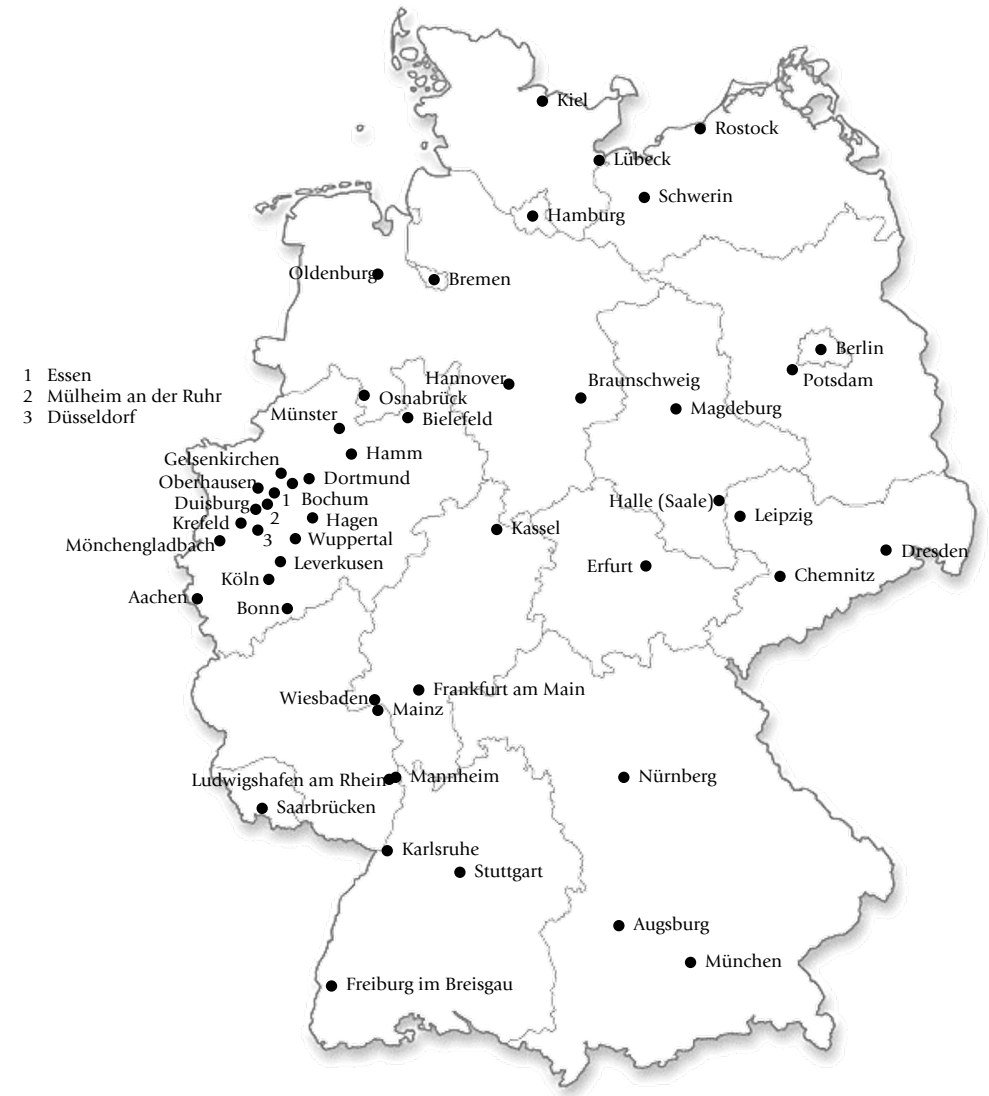 Kiel
Rostock
Lübeck
Schwerin
Hamburg
Oldenburg
Bremen
Berlin
1 Essen
2 Mülheim an der Ruhr
3 Düsseldorf
Hannover
Braunschweig
Potsdam
Osnabrück
Magdeburg
Münster
Bielefeld
Hamm
Gelsenkirchen
Dortmund
Oberhausen
1
Bochum
Duisburg
2
Halle (Saale)
Leipzig
Krefeld
Hagen
Kassel
3
Wuppertal
Mönchengladbach
Dresden
Leverkusen
Erfurt
Chemnitz
Köln
Aachen
Bonn
Frankfurt am Main
Wiesbaden
Mainz
Ludwigshafen am Rhein
Mannheim
Nürnberg
Saarbrücken
Karlsruhe
Stuttgart
Augsburg
München
Freiburg im Breisgau